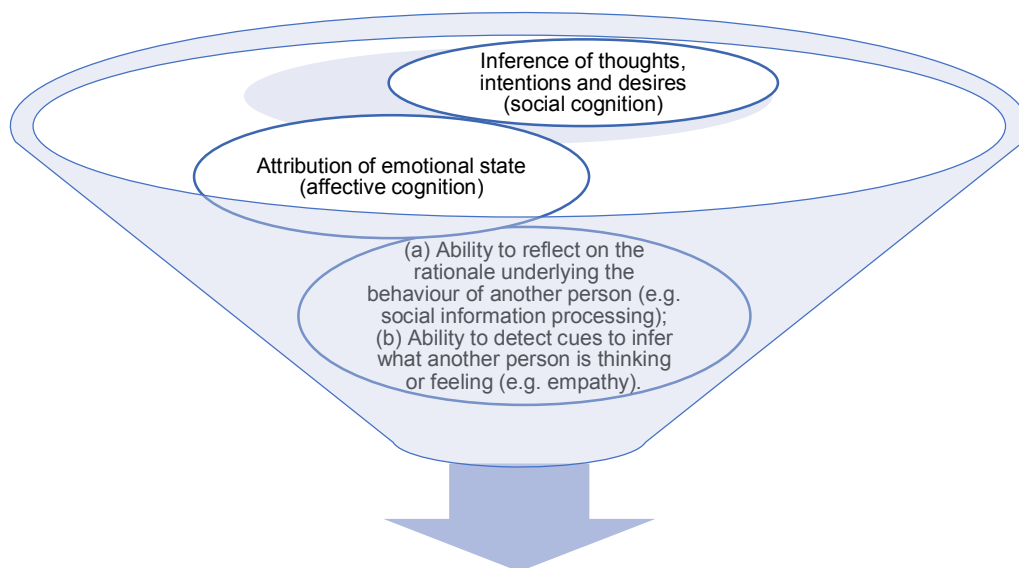 Inference of thoughts,
intentions and desires
(social cognition)
Attribution of emotional state
(affective cognition)
(a) Ability to reflect on the
rationale underlying the
behaviour of another person (e.g.
social information processing);
(b) Ability to detect cues to infer
what another person is thinking
or feeling (e.g. empathy).